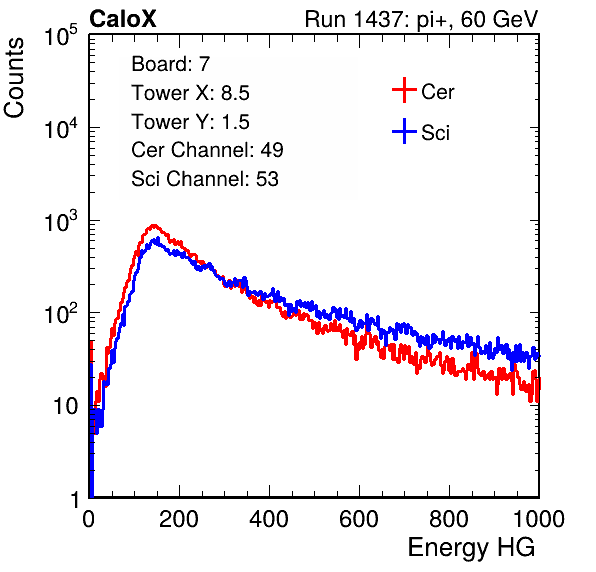 CaloX Run 1437: pi+, 60 GeV
Counts
Board: 7
Tower X: 8.5
Tower Y: 1.5
Cer Channel: 49
Sci Channel: 53
Cer
Sci
10^5
10^4
10^3
10^2
10
1
0 200 400 600 800 1000
Energy HG